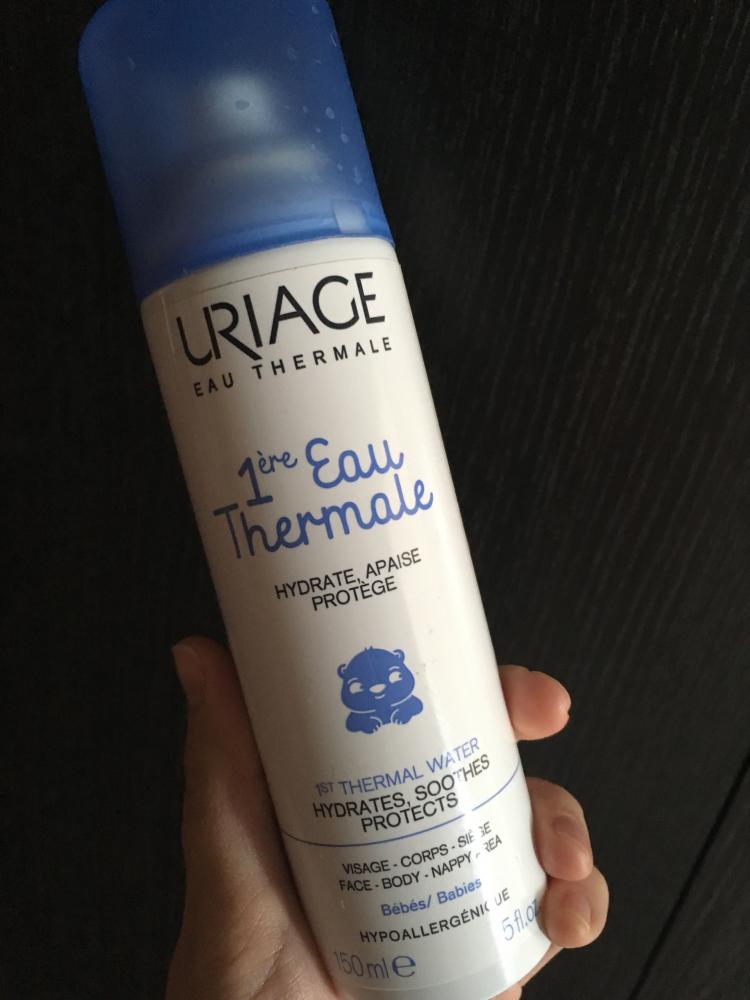 URIAGE
EAU THERMALE
1ère Eau
Thermale
HYDRATE, APAISE
PROTÈGE
1ST THERMAL WATER
HYDRATES, SOOTHES
PROTECTS
VISAGE - CORPS - SIÈGE
FACE - BODY - NAPPY AREA
Bébés/ Babies
HYPOALLERGÉNIQUE
150 ml e
5 fl.oz